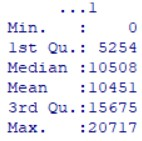 ...1
Min.   :    0
1st Qu.: 5254
Median :10508
Mean   :10451
3rd Qu.:15675
Max.   :20717